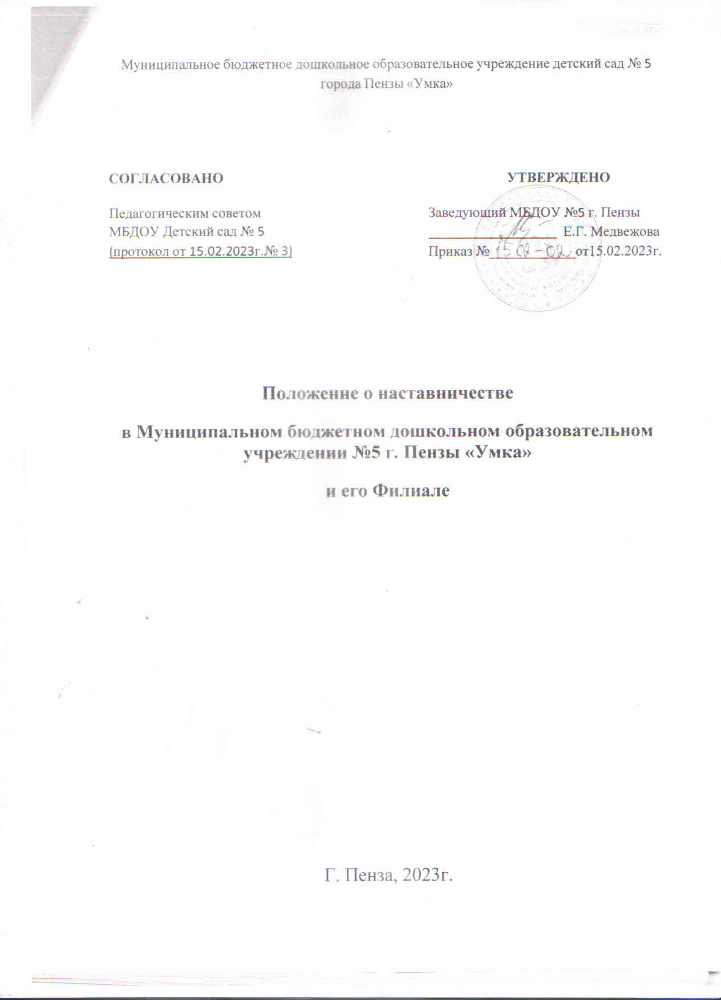 Муниципальное бюджетное дошкольное образовательное учреждение детский сад № 5
города Пензы «Умка»
СОГЛАСОВАНО
Педагогическим советом
МБДОУ Детский сад № 5
(протокол от 15.02.2023г.№ 3)
УТВЕРЖДЕНО
Заведующий МБДОУ №5 г. Пензы
Е.Г. Медвежова
Приказ № 15 02-02 от15.02.2023г.
Положение о наставничестве
в Муниципальном бюджетном дошкольном образовательном
учреждении №5 г. Пензы «Умка»
и его Филиале
Г. Пенза, 2023г.